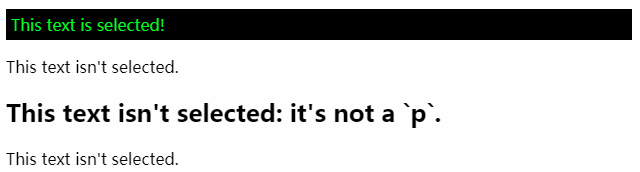 This text is selected!
This text isn't selected.
This text isn't selected: it's not a `p`.
This text isn't selected.